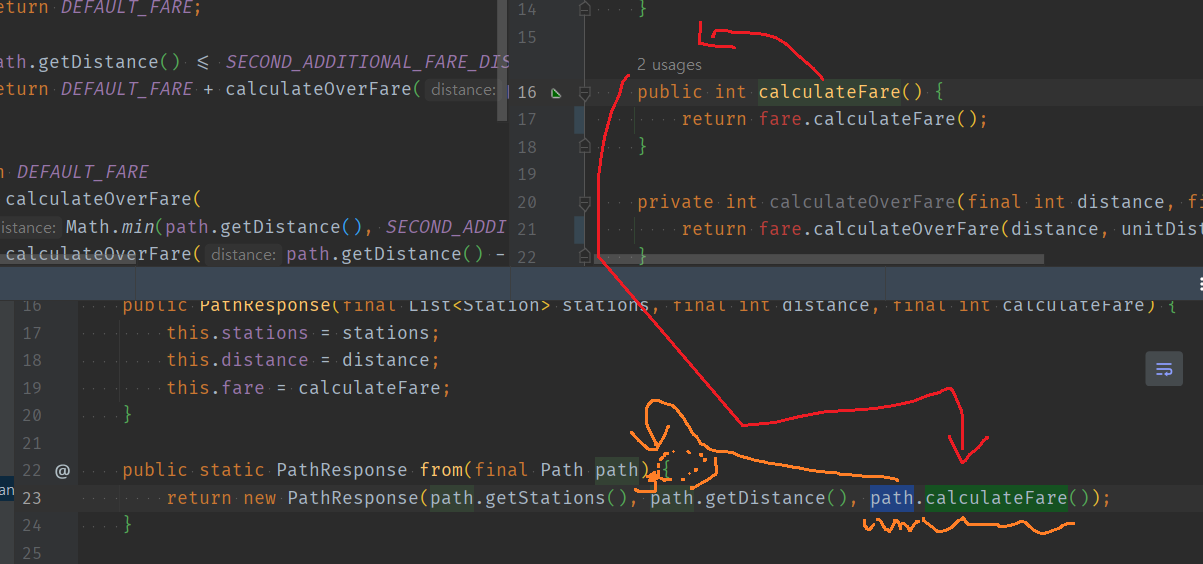 eturn DEFAULT_FARE;
ath.getDistance() <= SECOND_ADDITIONAL_FARE_DIS
eturn DEFAULT_FARE + calculateOverFare( distance:
n DEFAULT_FARE
calculateOverFare(
istance: Math.min(path.getDistance(), SECOND_ADDI
calculateOverFare( distance: path.getDistance() -
14 }
15
2 usages
16 public int calculateFare() {
17 return fare.calculateFare();
18 }
19
20 private int calculateOverFare(final int distance, fi
21 return fare.calculateOverFare(distance, unitDist
22 }
16 public PathResponse(final List<Station> stations, final int distance, final int calculateFare) {
17 this.stations = stations;
18 this.distance = distance;
19 this.fare = calculateFare;
20 }
21
22 @ public static PathResponse from(final Path path) {
an
23 return new PathResponse(path.getStations(), path.getDistance(), path.calculateFare());
24 }
25